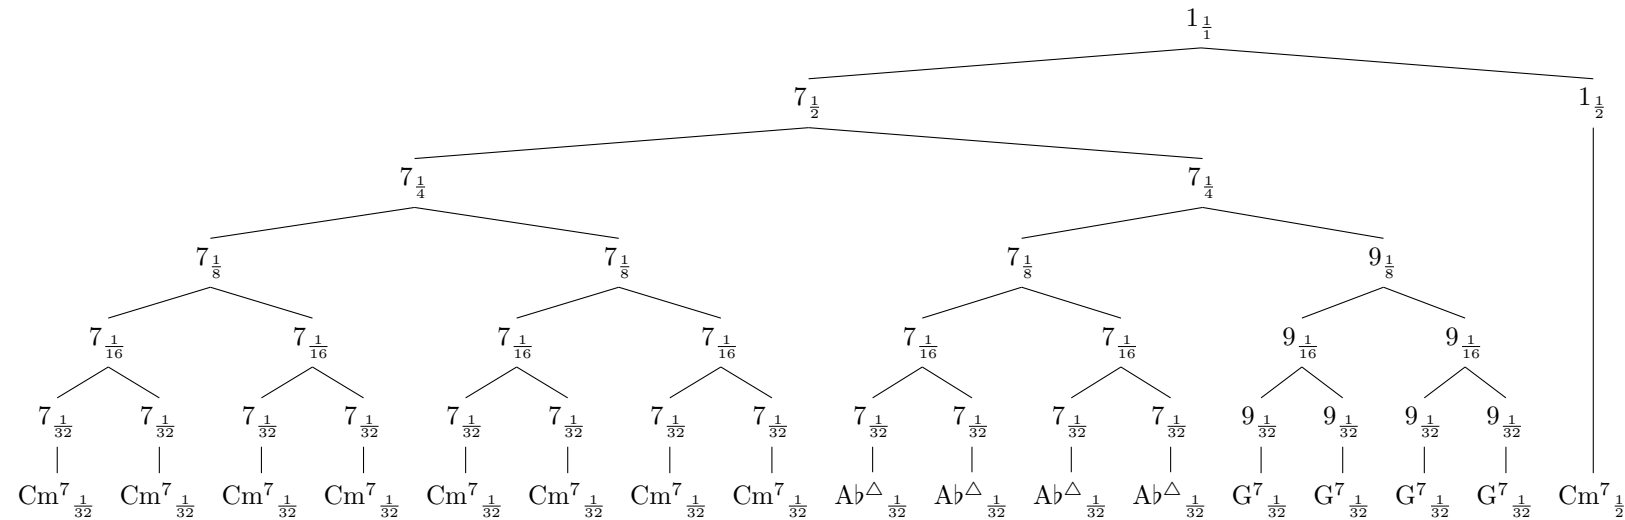 1 1/1
7 1/2 1 1/2
7 1/4 7 1/4
7 1/8 7 1/8 7 1/8 9 1/8
7 1/16 7 1/16 7 1/16 7 1/16 7 1/16 7 1/16 9 1/16 9 1/16
7 1/32 7 1/32 7 1/32 7 1/32 7 1/32 7 1/32 7 1/32 7 1/32 7 1/32 7 1/32 7 1/32 7 1/32 9 1/32 9 1/32 9 1/32 9 1/32
Cm⁷ 1/32 Cm⁷ 1/32 Cm⁷ 1/32 Cm⁷ 1/32 Cm⁷ 1/32 Cm⁷ 1/32 Cm⁷ 1/32 Cm⁷ 1/32 A♭△ 1/32 A♭△ 1/32 A♭△ 1/32 A♭△ 1/32 G⁷ 1/32 G⁷ 1/32 G⁷ 1/32 G⁷ 1/32 Cm⁷ 1/2